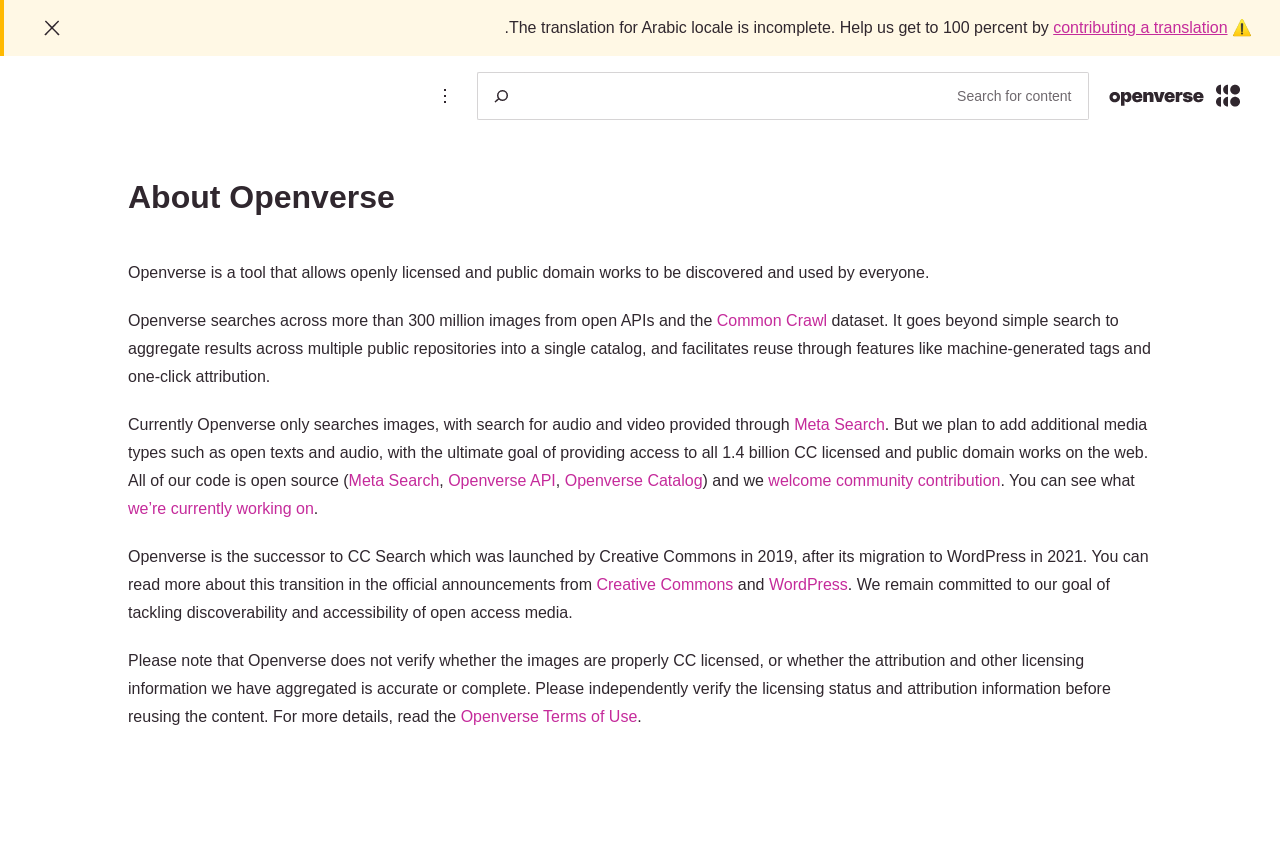 .The translation for Arabic locale is incomplete. Help us get to 100 percent by contributing a translation ⚠️
Search for content
openverse
About Openverse
Openverse is a tool that allows openly licensed and public domain works to be discovered and used by everyone.
Openverse searches across more than 300 million images from open APIs and the Common Crawl dataset. It goes beyond simple search to
aggregate results across multiple public repositories into a single catalog, and facilitates reuse through features like machine-generated tags and
one-click attribution.
Currently Openverse only searches images, with search for audio and video provided through Meta Search. But we plan to add additional media
types such as open texts and audio, with the ultimate goal of providing access to all 1.4 billion CC licensed and public domain works on the web.
All of our code is open source (Meta Search, Openverse API, Openverse Catalog) and we welcome community contribution. You can see what
we’re currently working on.
Openverse is the successor to CC Search which was launched by Creative Commons in 2019, after its migration to WordPress in 2021. You can
read more about this transition in the official announcements from Creative Commons and WordPress. We remain committed to our goal of
tackling discoverability and accessibility of open access media.
Please note that Openverse does not verify whether the images are properly CC licensed, or whether the attribution and other licensing
information we have aggregated is accurate or complete. Please independently verify the licensing status and attribution information before
reusing the content. For more details, read the Openverse Terms of Use.